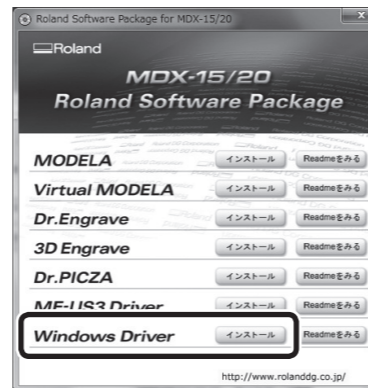 Roland Software Package for MDX-15/20
Roland
MDX-15/20
Roland Software Package
MODELA インストール Readmeをみる
Virtual MODELA インストール Readmeをみる
Dr.Engrave インストール Readmeをみる
3D Engrave インストール Readmeをみる
Dr.PICZA インストール Readmeをみる
MF-US3 Driver インストール Readmeをみる
Windows Driver インストール Readmeをみる
http://www.rolanddg.co.jp/